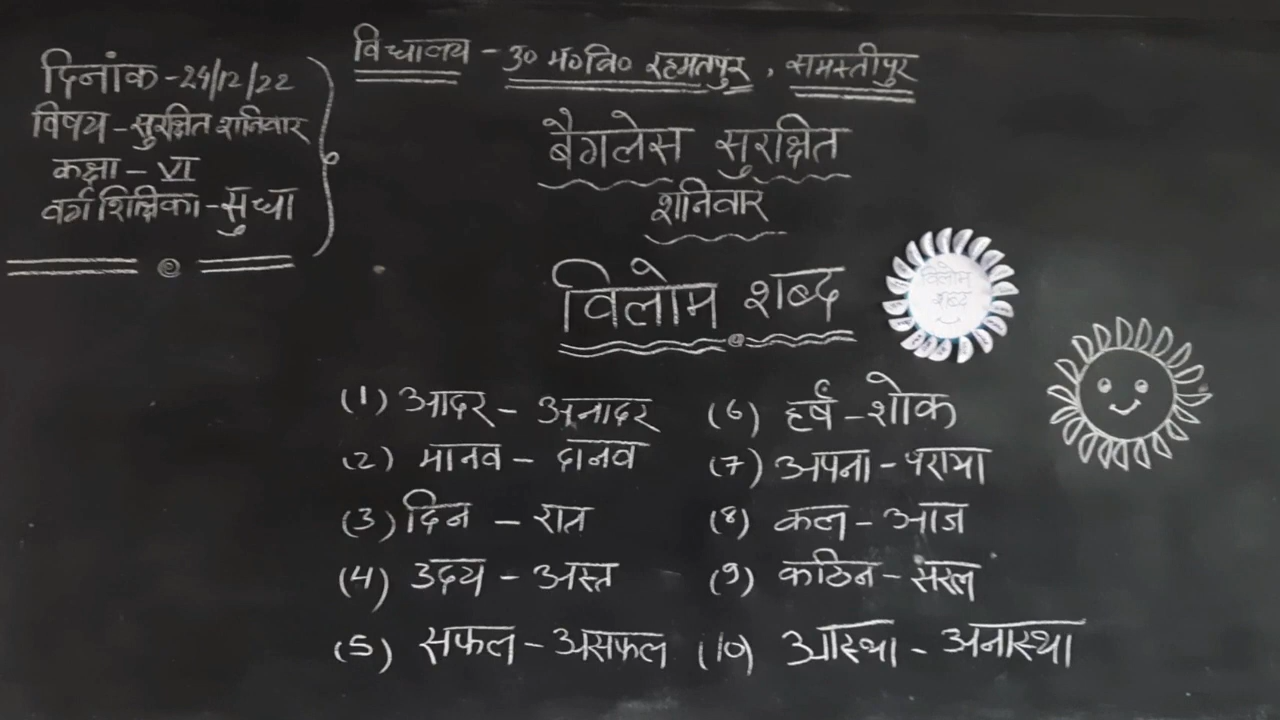 दिनांक - 24/12/22
विषय - सुरक्षित शनिवार
कक्षा - VI
वर्ग शिक्षिका - सुधा
विद्यालय - उ० म० वि० रहमतपुर, समस्तीपुर
बैगलेस सुरक्षित
शनिवार
विलोम शब्द
विलोम
शब्द
(1) आदर - अनादर
(2) मानव - दानव
(3) दिन - रात
(4) उदय - अस्त
(5) सफल - असफल
(6) हर्ष - शोक
(7) अपना - पराया
(8) कल - आज
(9) कठिन - सरल
(10) आस्था - अनास्था